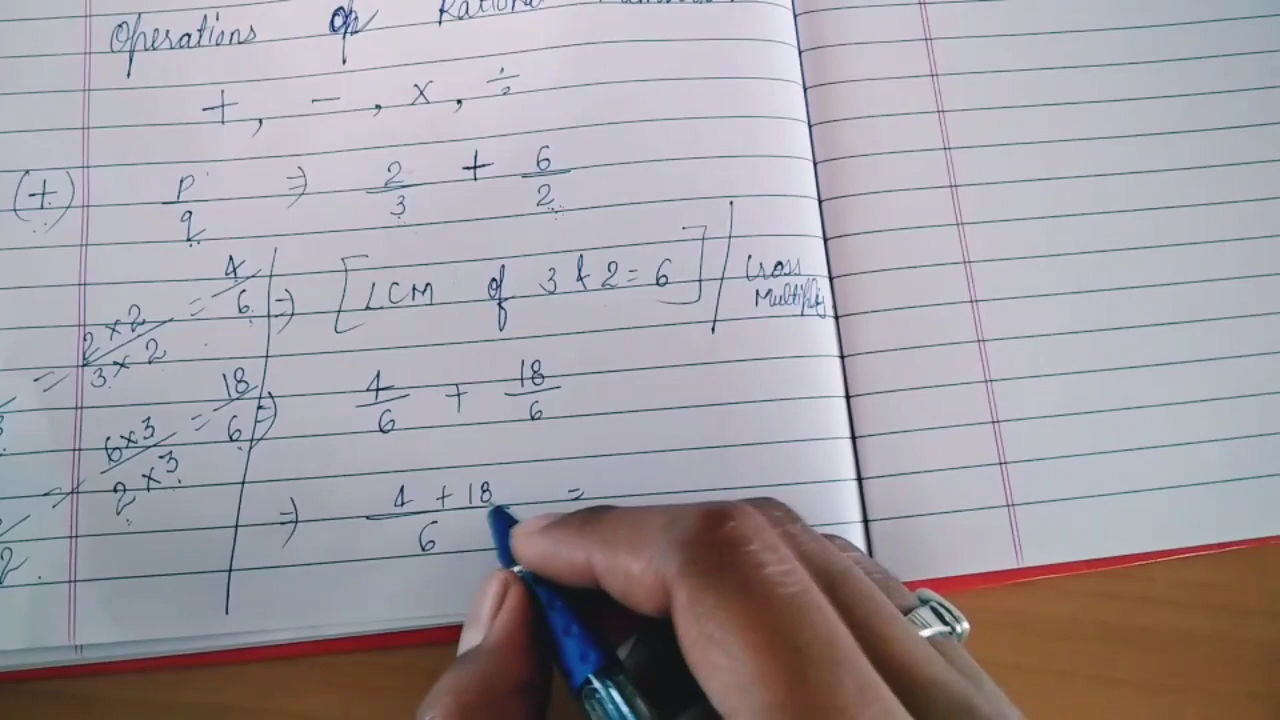 Operations of
+, -, x, ÷
(+) p/q ⇒ 2/3 + 6/2
⇒ [LCM of 3 & 2 = 6] | Cross Multiply
= 2 x 2 / 3 x 2 = 4/6
⇒ 4/6 + 18/6
= 6 x 3 / 2 x 3 = 18/6
⇒ 4 + 18 / 6 =